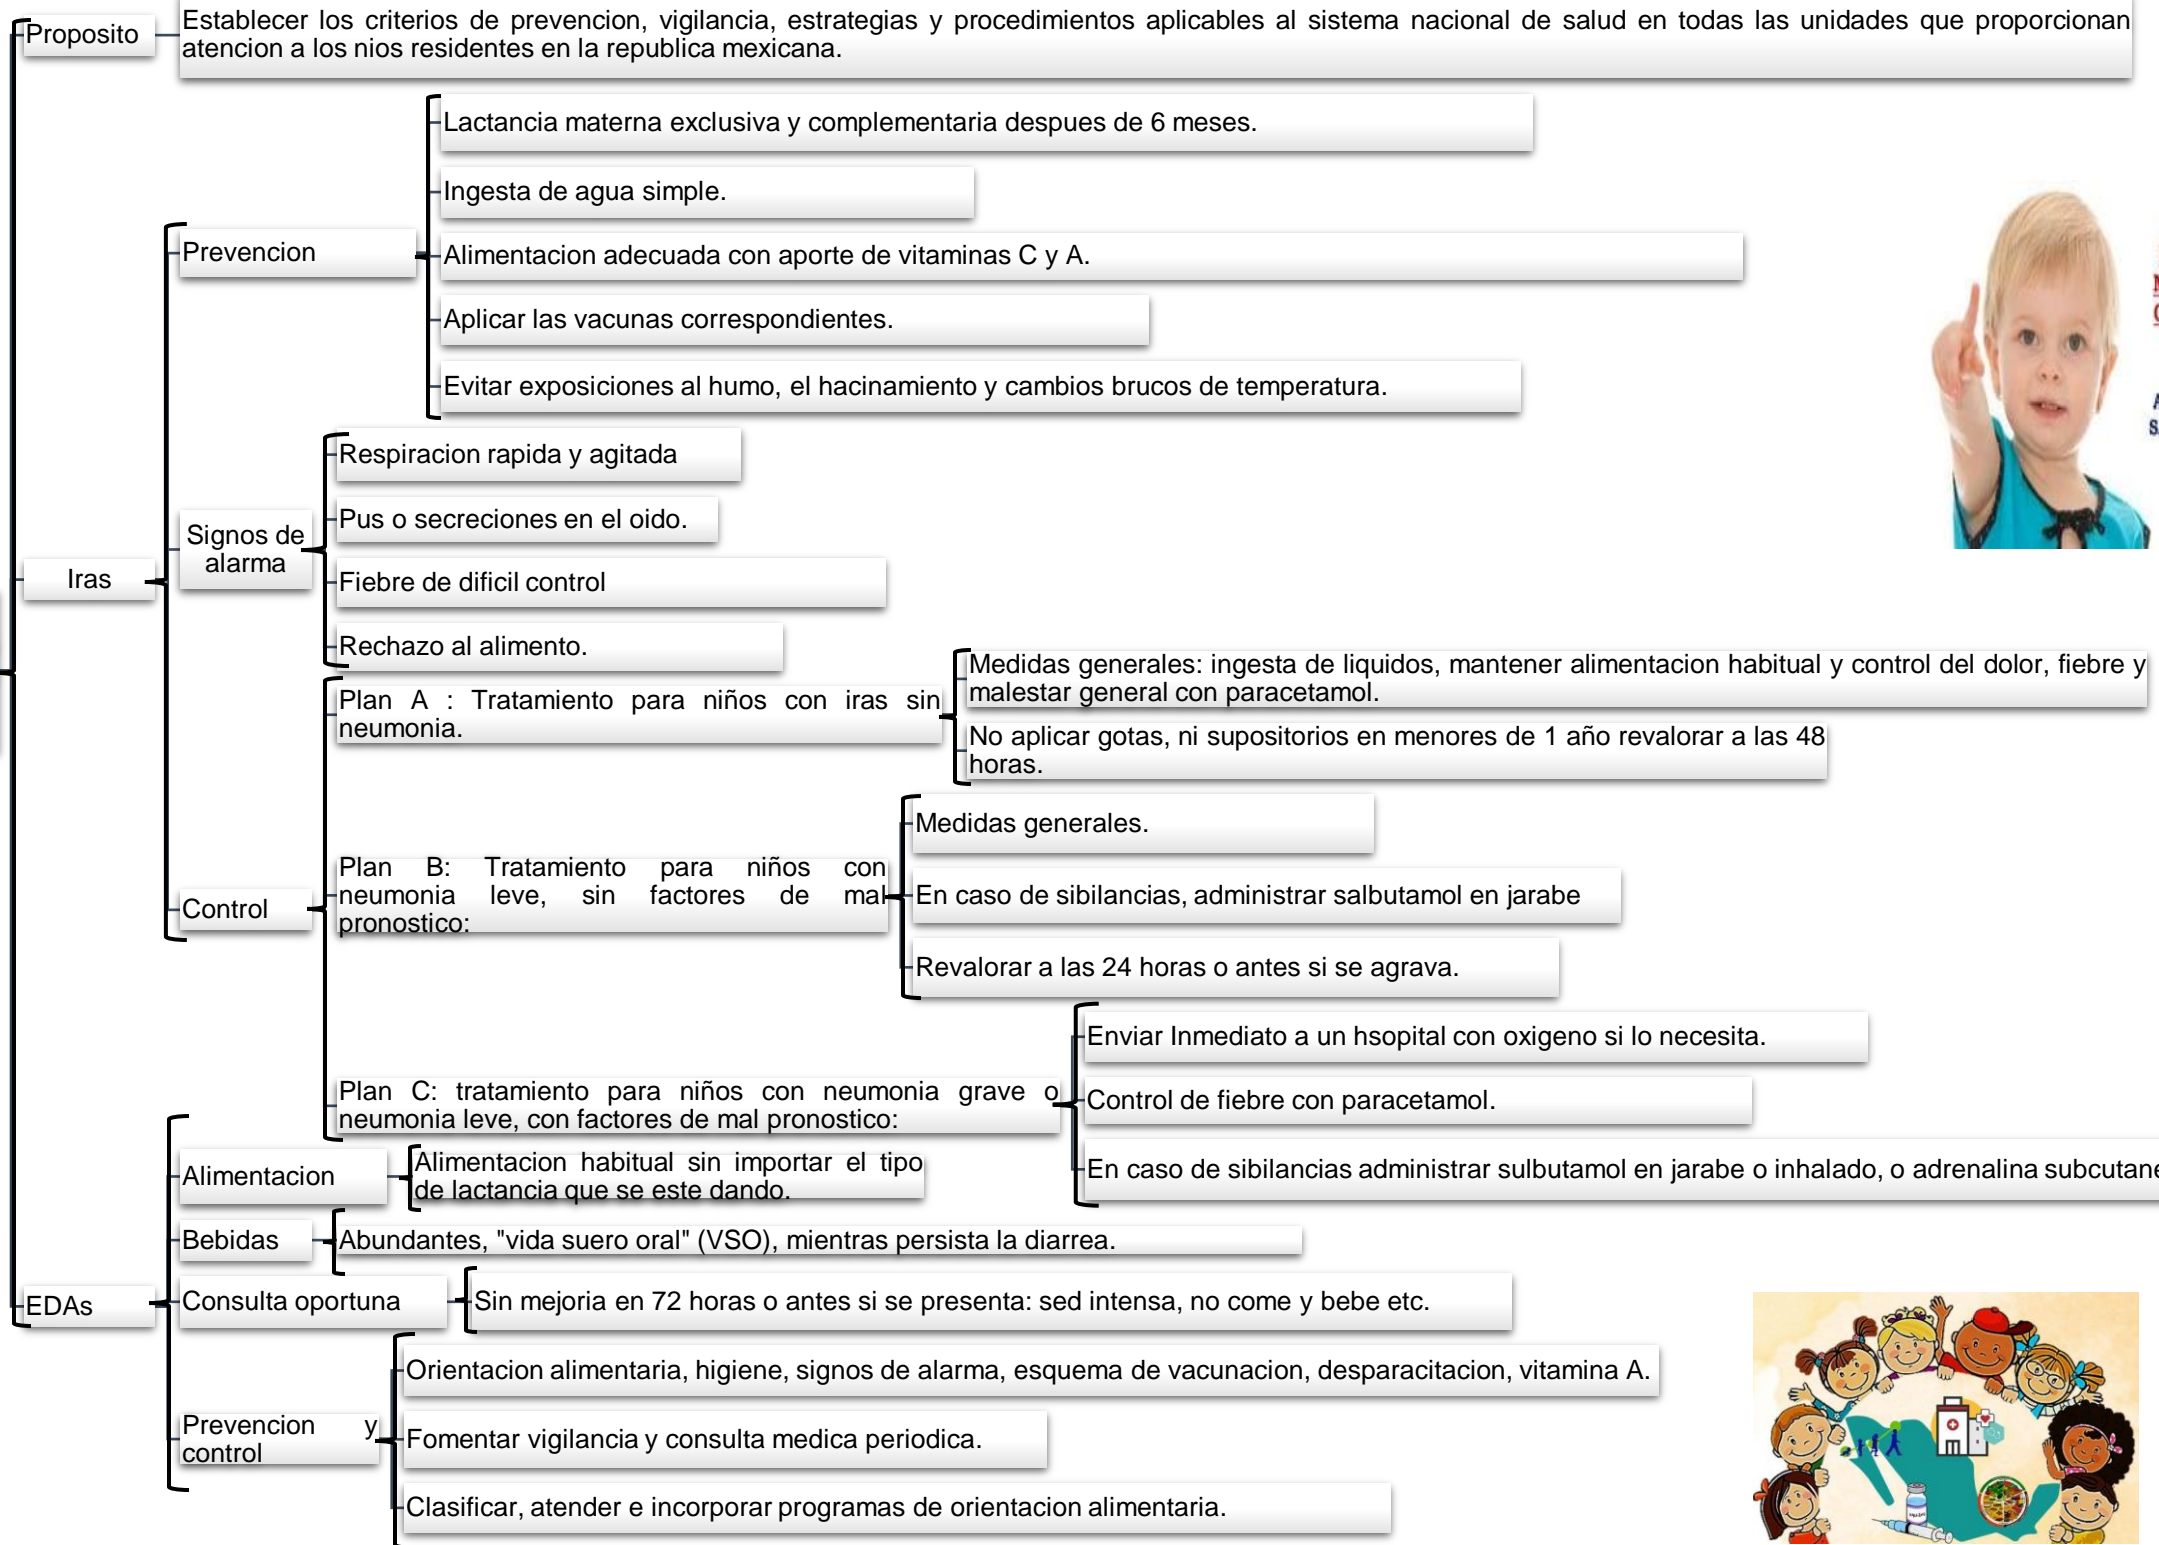 Proposito
Establecer los criterios de prevencion, vigilancia, estrategias y procedimientos aplicables al sistema nacional de salud en todas las unidades que proporcionan
atencion a los nios residentes en la republica mexicana.
Iras
Prevencion
Lactancia materna exclusiva y complementaria despues de 6 meses.
Ingesta de agua simple.
Alimentacion adecuada con aporte de vitaminas C y A.
Aplicar las vacunas correspondientes.
Evitar exposiciones al humo, el hacinamiento y cambios brucos de temperatura.
Signos de
alarma
Respiracion rapida y agitada
Pus o secreciones en el oido.
Fiebre de dificil control
Rechazo al alimento.
Control
Plan A : Tratamiento para niños con iras sin
neumonia.
Medidas generales: ingesta de liquidos, mantener alimentacion habitual y control del dolor, fiebre y
malestar general con paracetamol.
No aplicar gotas, ni supositorios en menores de 1 año revalorar a las 48
horas.
Plan B: Tratamiento para niños con
neumonia leve, sin factores de mal
pronostico:
Medidas generales.
En caso de sibilancias, administrar salbutamol en jarabe
Revalorar a las 24 horas o antes si se agrava.
Plan C: tratamiento para niños con neumonia grave o
neumonia leve, con factores de mal pronostico:
Enviar Inmediato a un hsopital con oxigeno si lo necesita.
Control de fiebre con paracetamol.
En caso de sibilancias administrar sulbutamol en jarabe o inhalado, o adrenalina
EDAs
Alimentacion
Alimentacion habitual sin importar el tipo
de lactancia que se este dando.
Bebidas
Abundantes, "vida suero oral" (VSO), mientras persista la diarrea.
Consulta oportuna
Sin mejoria en 72 horas o antes si se presenta: sed intensa, no come y bebe etc.
Prevencion y
control
Orientacion alimentaria, higiene, signos de alarma, esquema de vacunacion, desparacitacion, vitamina A.
Fomentar vigilancia y consulta medica periodica.
Clasificar, atender e incorporar programas de orientacion alimentaria.